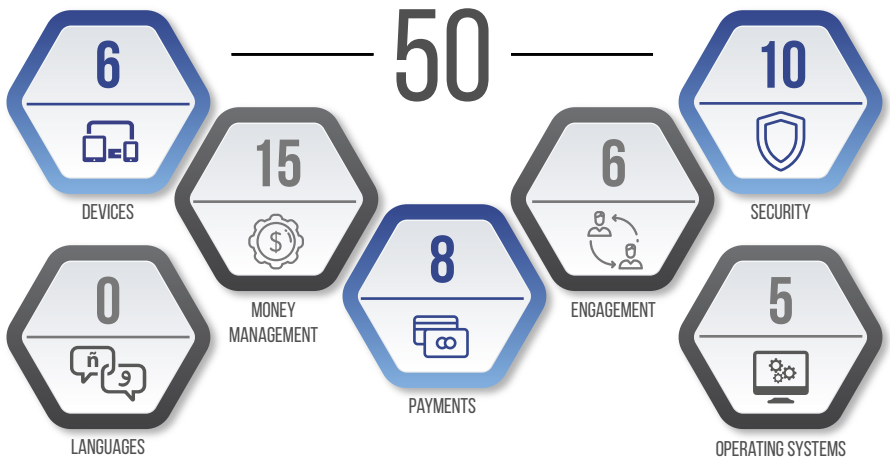 50
6
DEVICES
15
MONEY
MANAGEMENT
8
PAYMENTS
6
ENGAGEMENT
10
SECURITY
0
ñ
و
LANGUAGES
5
OPERATING SYSTEMS
$